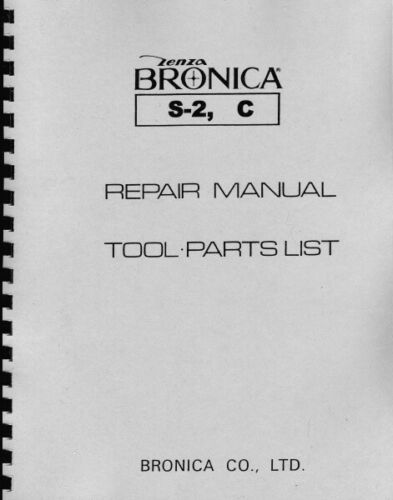 Zenza
BRONICA®
S-2, C
REPAIR MANUAL
TOOL·PARTS LIST
BRONICA CO., LTD.